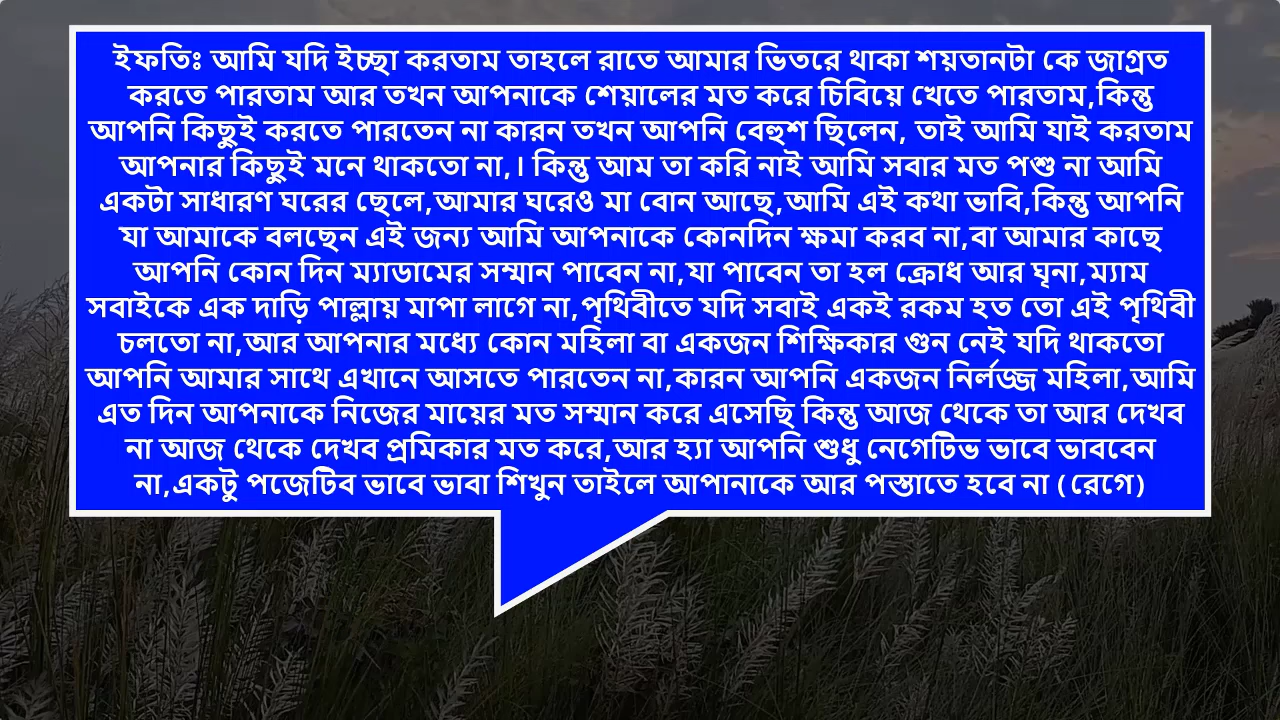 ইফতিঃ আমি যদি ইচ্ছা করতাম তাহলে রাতে আমার ভিতরে থাকা শয়তানটা কে জাগ্রত
করতে পারতাম আর তখন আপনাকে শেয়ালের মত করে চিবিয়ে খেতে পারতাম,কিন্তু
আপনি কিছুই করতে পারতেন না কারন তখন আপনি বেহুশ ছিলেন, তাই আমি যাই করতাম
আপনার কিছুই মনে থাকতো না,। কিন্তু আম তা করি নাই আমি সবার মত পশু না আমি
একটা সাধারণ ঘরের ছেলে,আমার ঘরেও মা বোন আছে,আমি এই কথা ভাবি,কিন্তু আপনি
যা আমাকে বলছেন এই জন্য আমি আপনাকে কোনদিন ক্ষমা করব না,বা আমার কাছে
আপনি কোন দিন ম্যাডামের সম্মান পাবেন না,যা পাবেন তা হল ক্রোধ আর ঘৃনা,ম্যাম
সবাইকে এক দাড়ি পাল্লায় মাপা লাগে না,পৃথিবীতে যদি সবাই একই রকম হত তো এই পৃথিবী
চলতো না,আর আপনার মধ্যে কোন মহিলা বা একজন শিক্ষিকার গুন নেই যদি থাকতো
আপনি আমার সাথে এখানে আসতে পারতেন না,কারন আপনি একজন নির্লজ্জ মহিলা,আমি
এত দিন আপনাকে নিজের মায়ের মত সম্মান করে এসেছি কিন্তু আজ থেকে তা আর দেখব
না আজ থেকে দেখব প্রমিকার মত করে,আর হ্যা আপনি শুধু নেগেটিভ ভাবে ভাববেন
না,একটু পজেটিব ভাবে ভাবা শিখুন তাইলে আপানাকে আর পস্তাতে হবে না (রেগে)